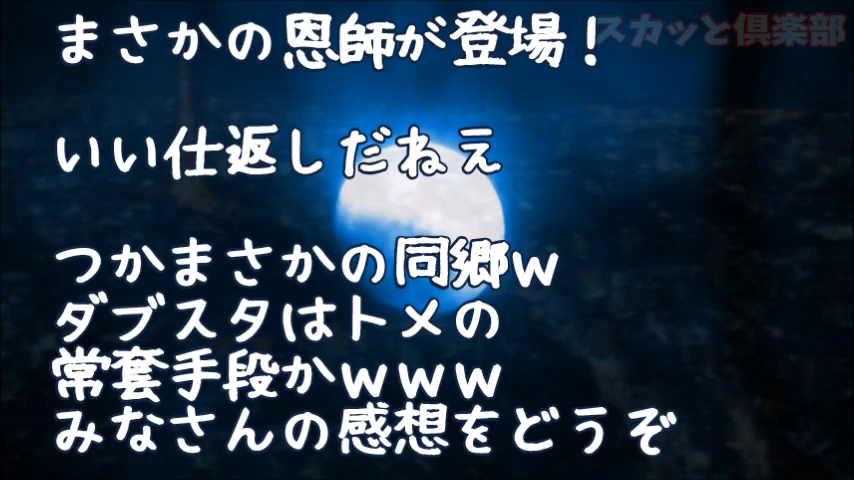 まさかの恩師が登場！
スカッと倶楽部
いい仕返しだねえ
つかまさかの同郷ｗ
ダブスタはトメの
常套手段かｗｗｗ
みなさんの感想をどうぞ